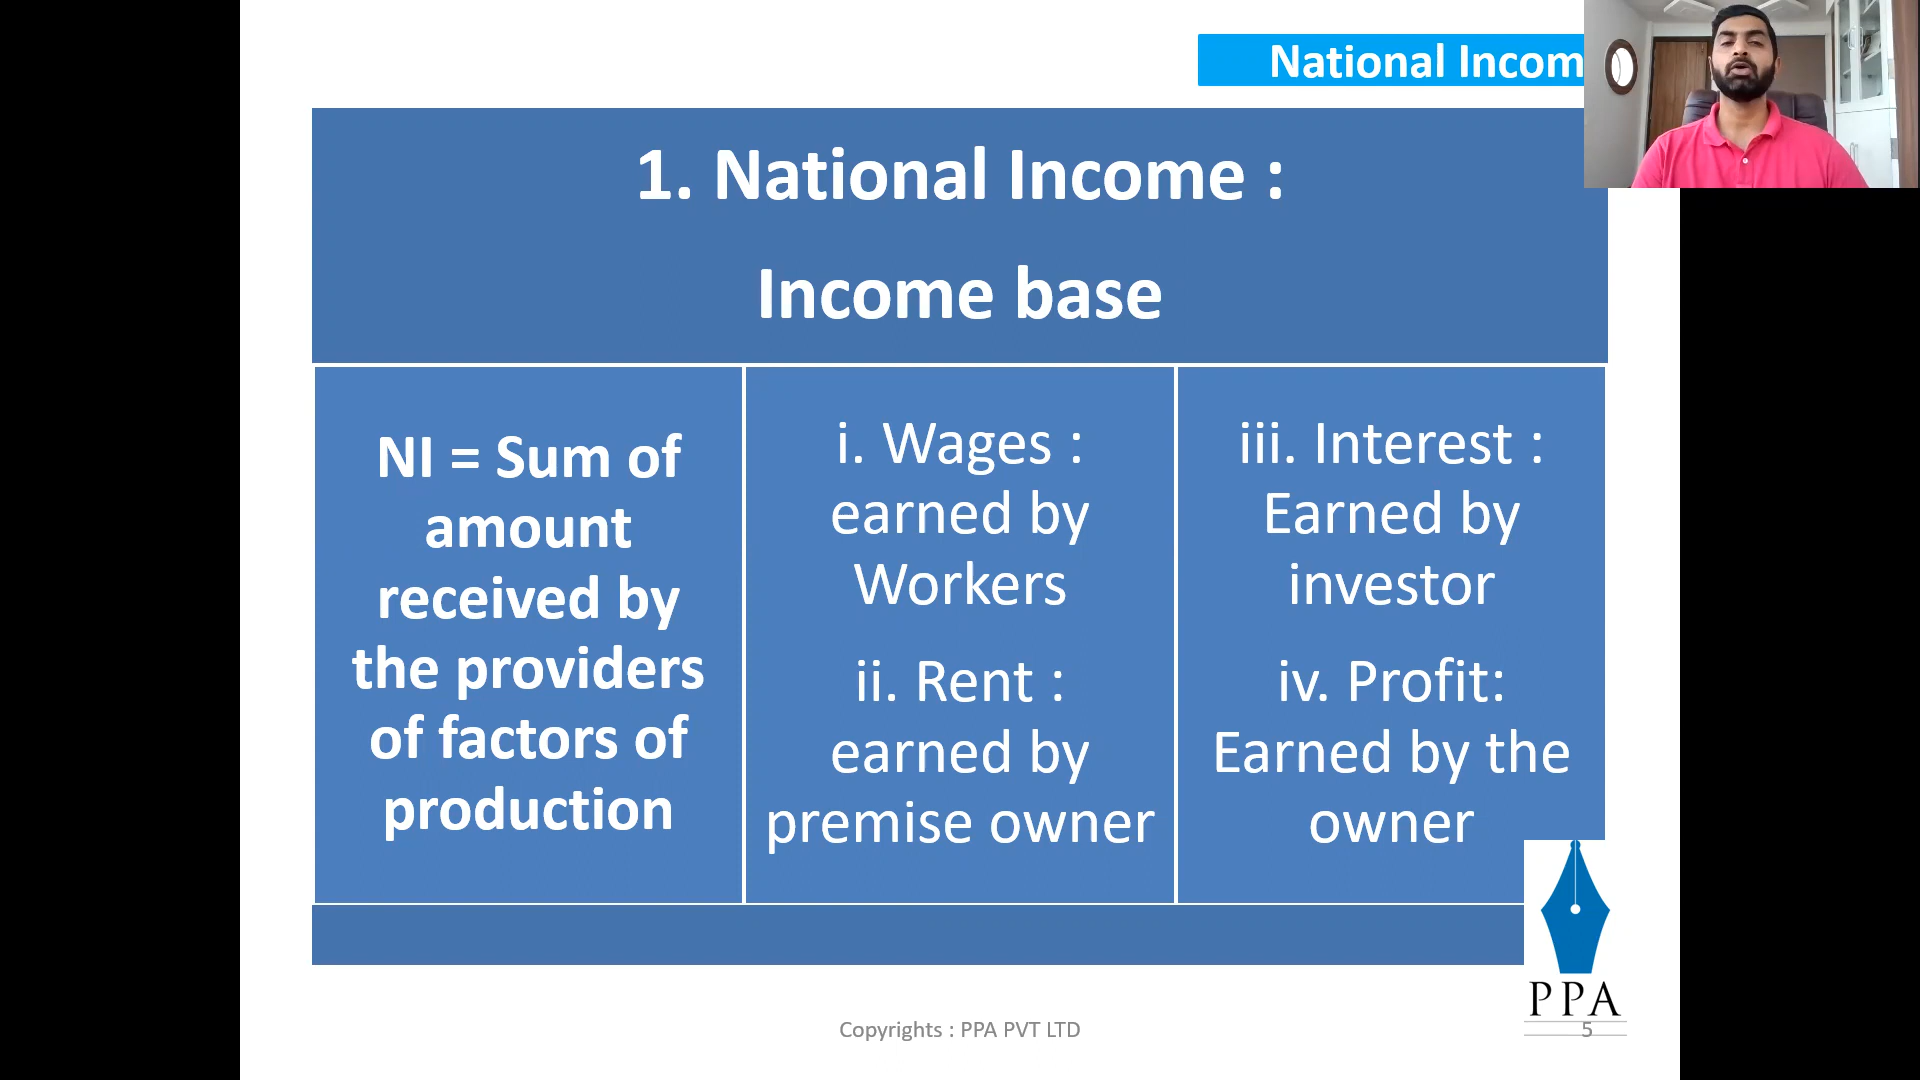 National Incom
1. National Income :
Income base
NI = Sum of
amount
received by
the providers
of factors of
production
i. Wages :
earned by
Workers
ii. Rent :
earned by
premise owner
iii. Interest :
Earned by
investor
iv. Profit:
Earned by the
owner
PPA
Copyrights : PPA PVT LTD
5